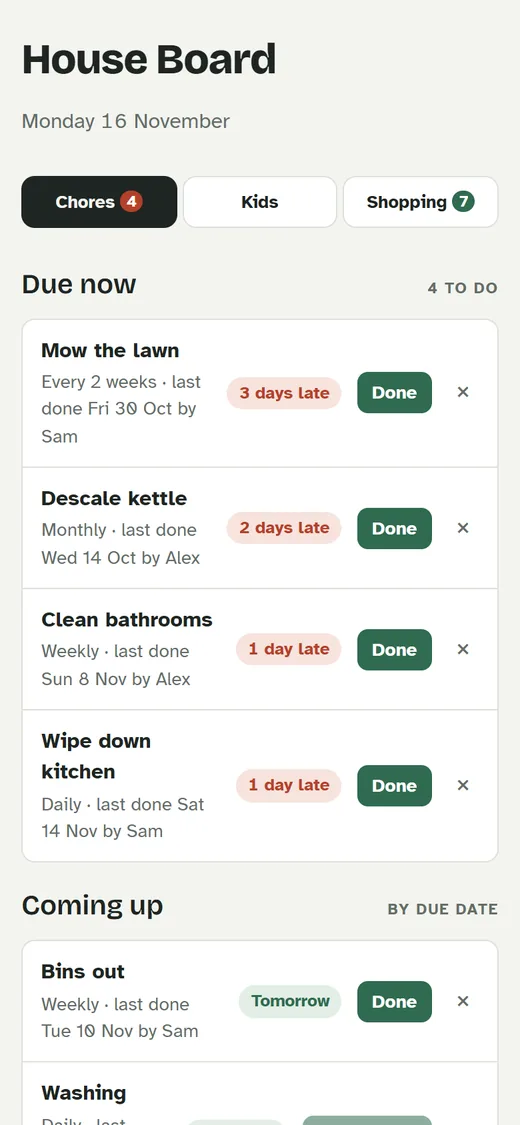 House Board
Monday 16 November
Chores 4
Kids
Shopping 7
Due now
4 TO DO
Mow the lawn
Every 2 weeks · last
done Fri 30 Oct by
Sam
3 days late
Done
×
Descale kettle
Monthly · last done
Wed 14 Oct by Alex
2 days late
Done
×
Clean bathrooms
Weekly · last done
Sun 8 Nov by Alex
1 day late
Done
×
Wipe down
kitchen
Daily · last done Sat
14 Nov by Sam
1 day late
Done
×
Coming up
BY DUE DATE
Bins out
Weekly · last done
Tue 10 Nov by Sam
Tomorrow
Done
×
Washing
Daily · last